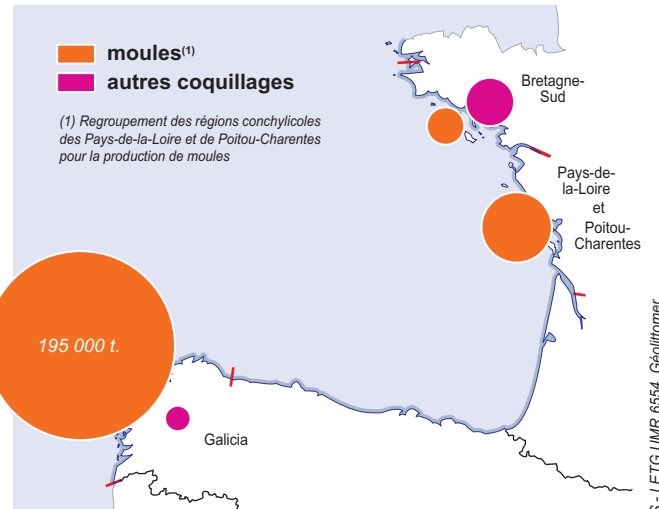 moules(1)
autres coquillages
(1) Regroupement des régions conchylicoles
des Pays-de-la-Loire et de Poitou-Charentes
pour la production de moules
Bretagne-
Sud
Pays-de-
la-Loire
et
Poitou-
Charentes
195 000 t.
Galicia
- LETG UMR 6554, Géolittomer